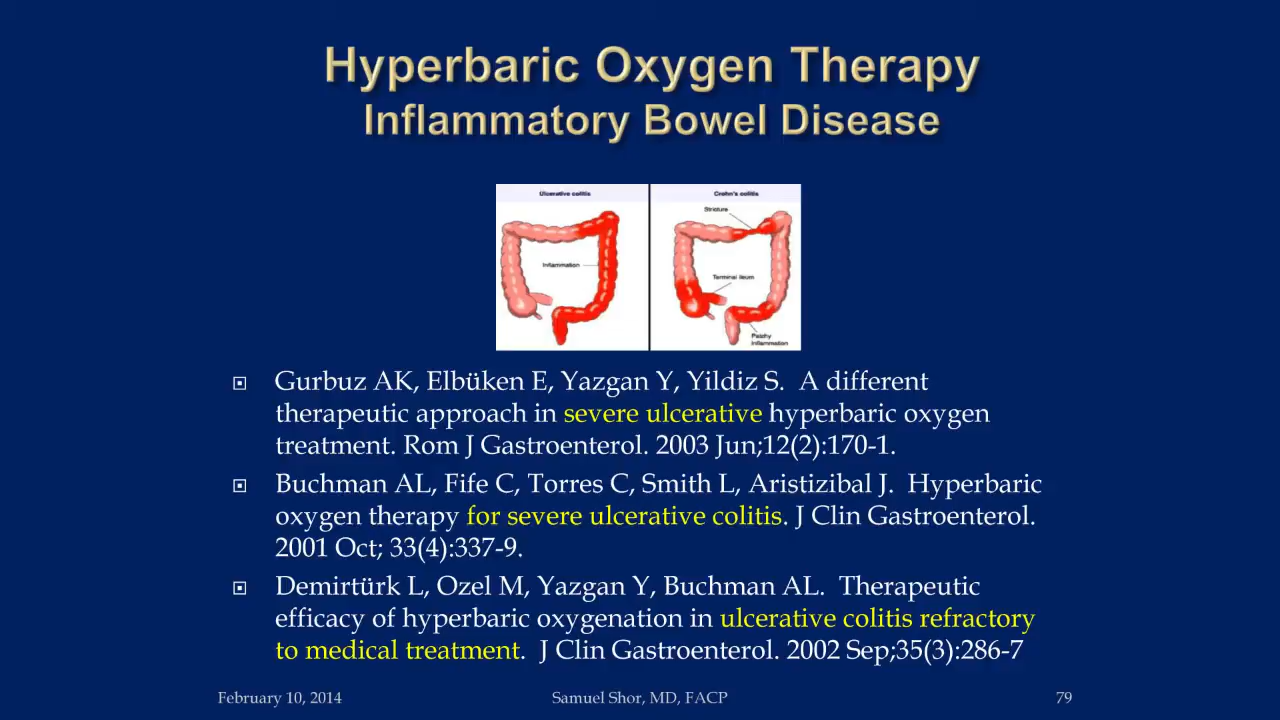 Hyperbaric Oxygen Therapy
Inflammatory Bowel Disease
Ulcerative colitis
Inflammation
Crohn's colitis
Stricture
Terminal ileum
Patchy
inflammation
Gurbuz AK, Elbüken E, Yazgan Y, Yildiz S. A different
therapeutic approach in severe ulcerative hyperbaric oxygen
treatment. Rom J Gastroenterol. 2003 Jun;12(2):170-1.
Buchman AL, Fife C, Torres C, Smith L, Aristizibal J. Hyperbaric
oxygen therapy for severe ulcerative colitis. J Clin Gastroenterol.
2001 Oct; 33(4):337-9.
Demirtürk L, Ozel M, Yazgan Y, Buchman AL. Therapeutic
efficacy of hyperbaric oxygenation in ulcerative colitis refractory
to medical treatment. J Clin Gastroenterol. 2002 Sep;35(3):286-7
February 10, 2014
Samuel Shor, MD, FACP
79